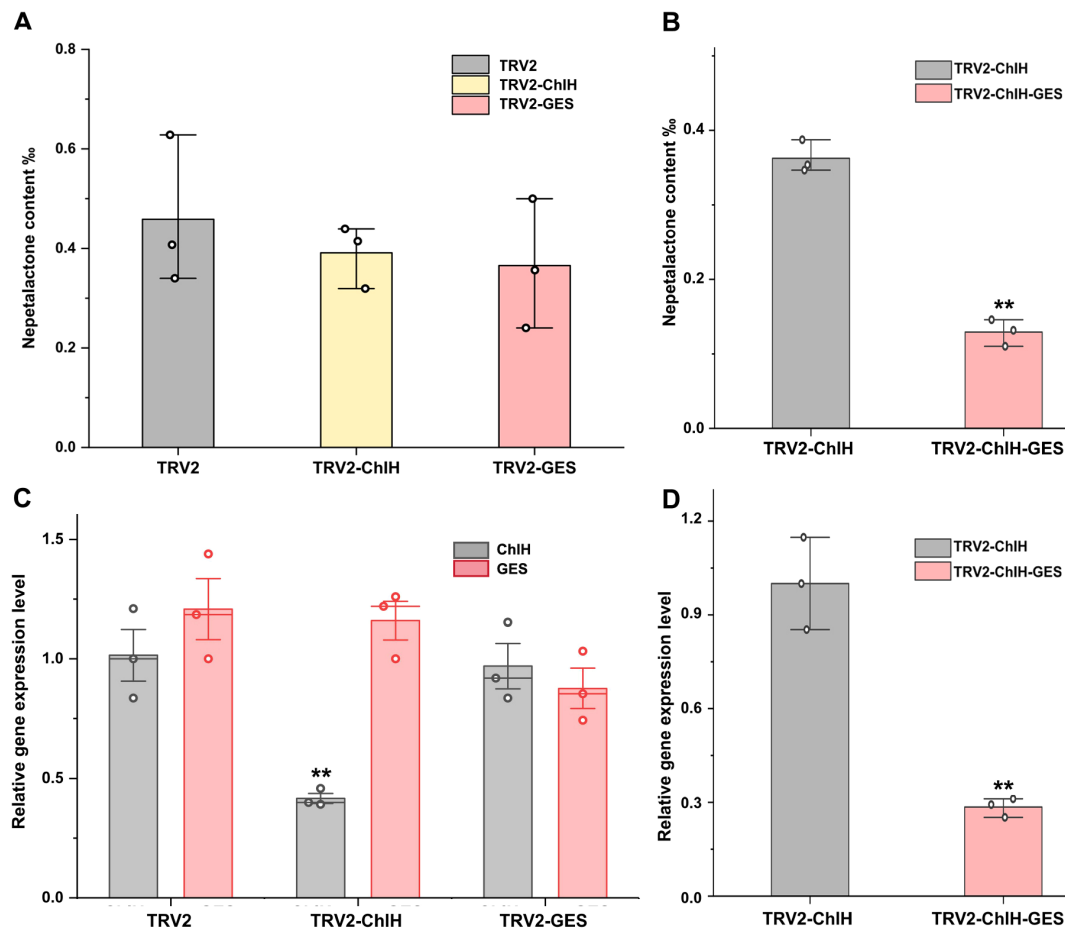 A
Nepetalactone content ‰
0.8
0.6
0.4
0.2
0.0
TRV2
TRV2-ChlH
TRV2-GES
TRV2
TRV2-ChlH
TRV2-GES
B
Nepetalactone content ‰
0.4
0.2
0.0
TRV2-ChlH
TRV2-ChlH-GES
**
TRV2-ChlH
TRV2-ChlH-GES
C
Relative gene expression level
1.5
1.0
0.5
0.0
ChlH
GES
**
TRV2
TRV2-ChlH
TRV2-GES
D
Relative gene expression level
1.2
0.9
0.6
0.3
0.0
TRV2-ChlH
TRV2-ChlH-GES
**
TRV2-ChlH
TRV2-ChlH-GES